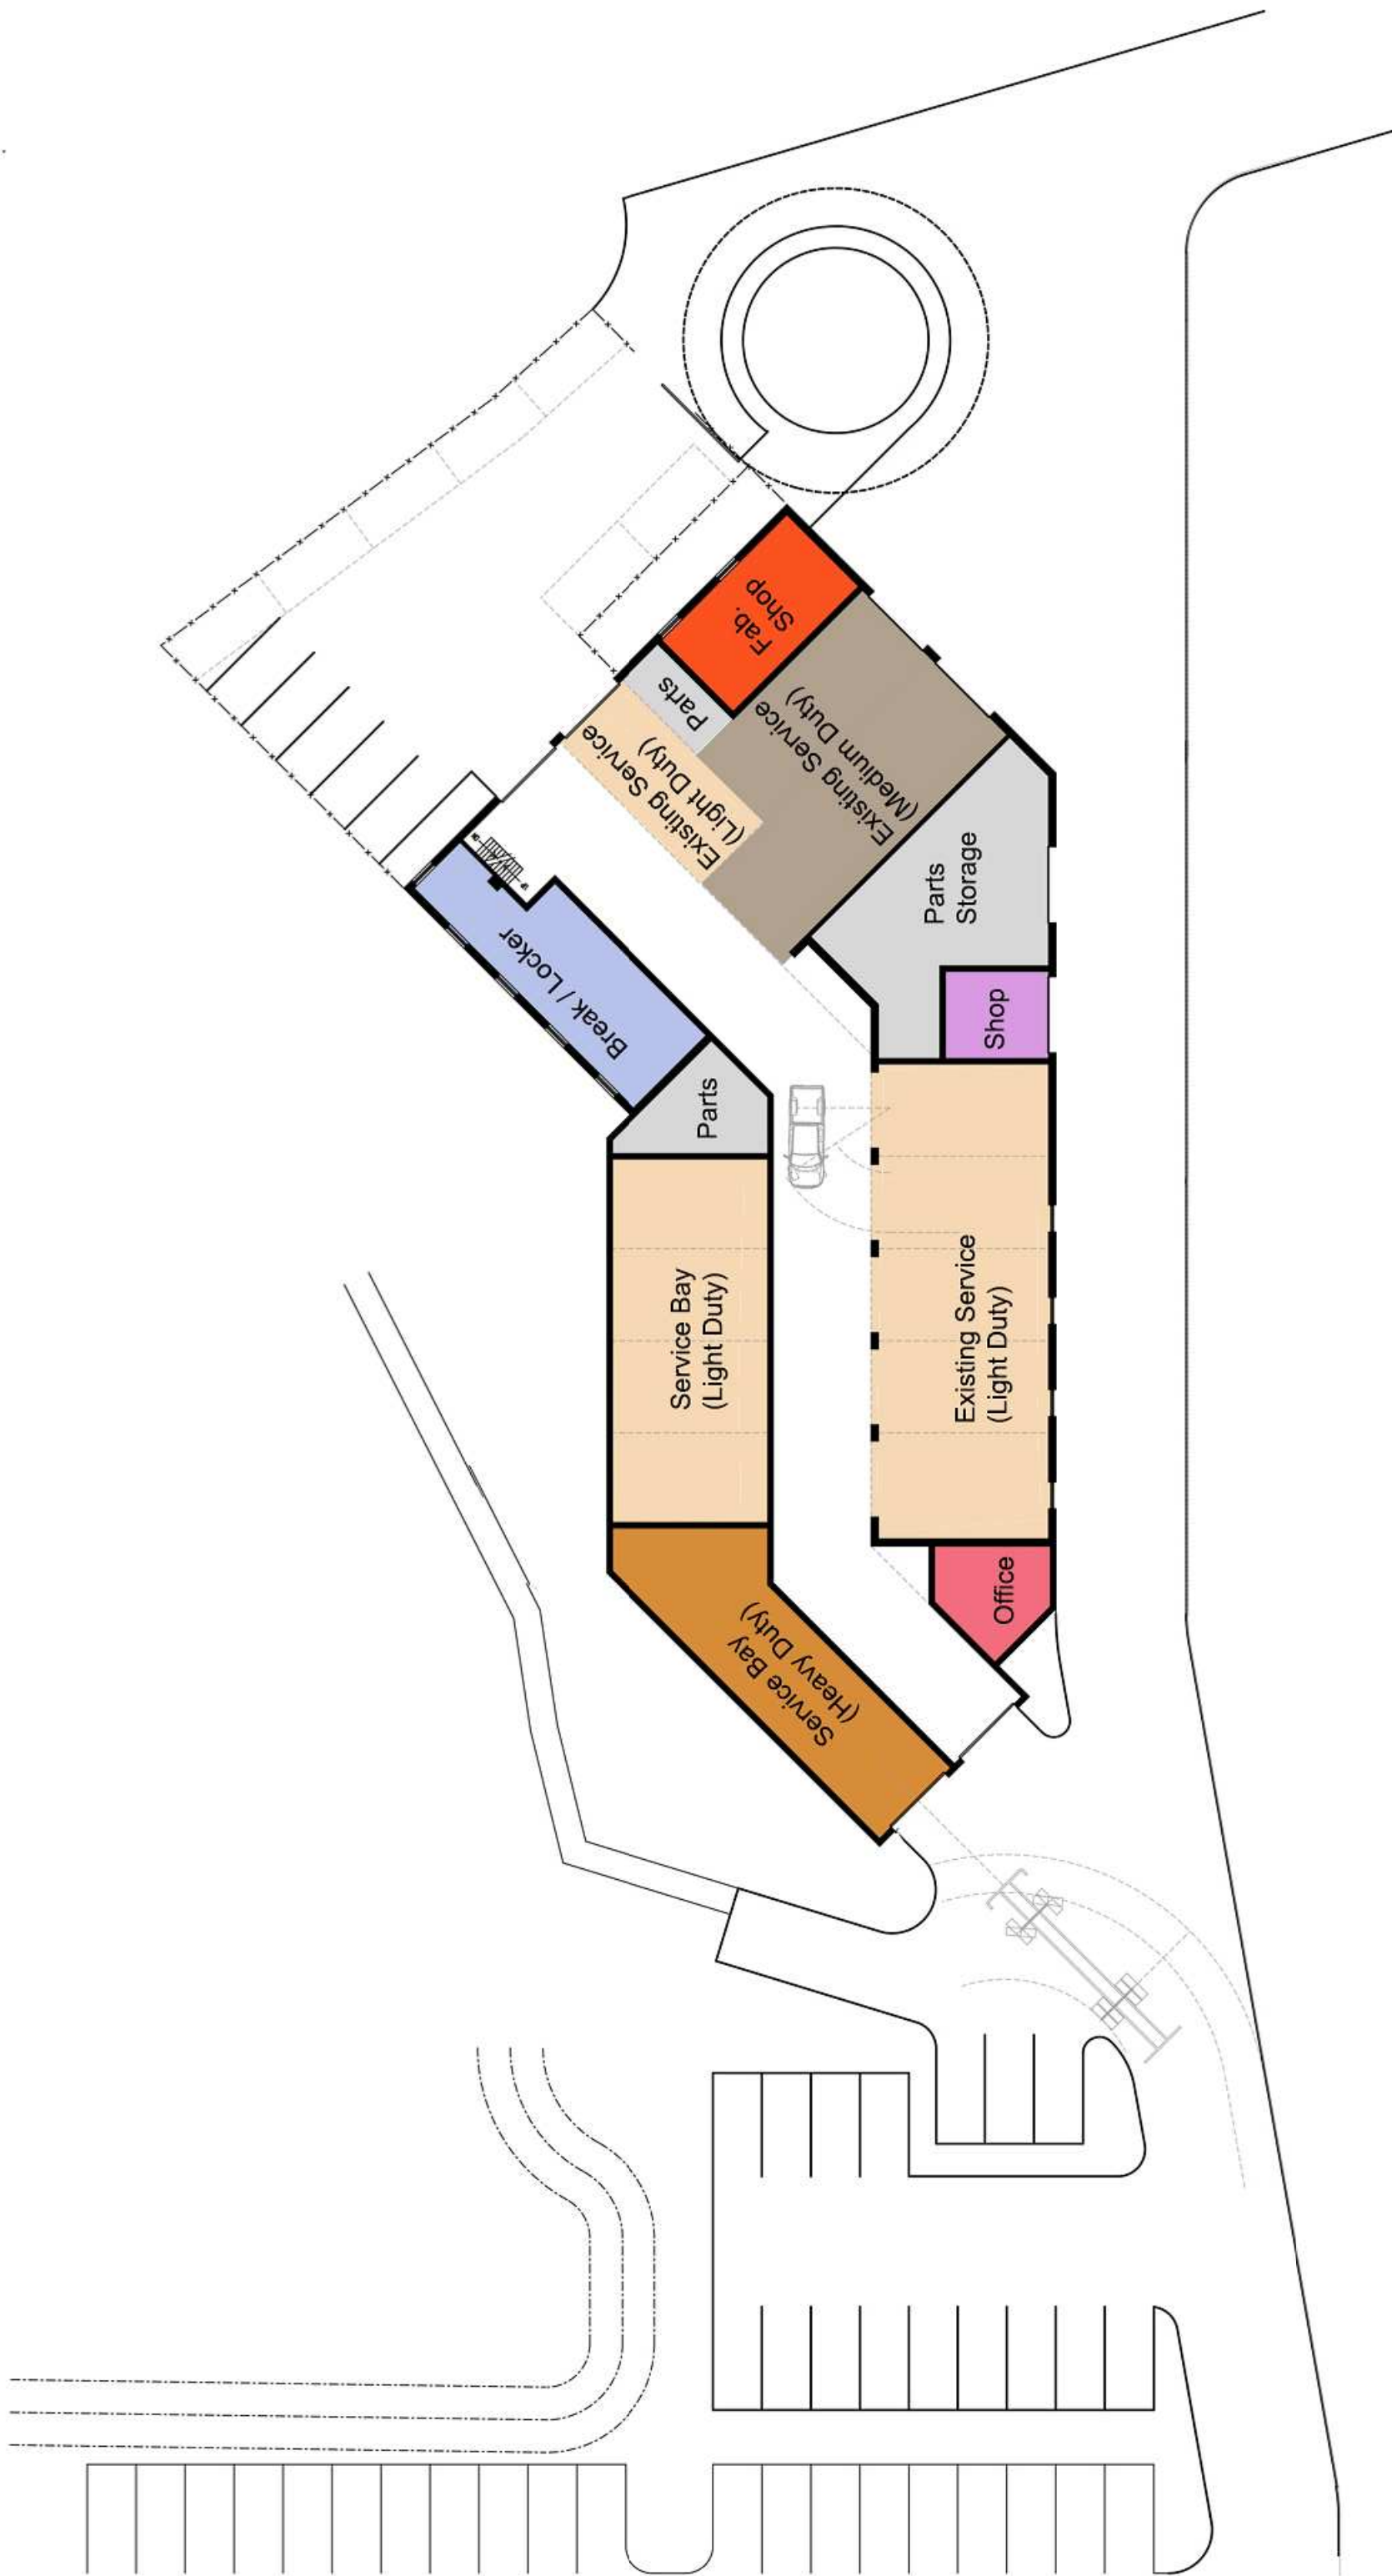 Fab.
Shop
Parts
Existing Service
(Light Duty)
Existing Service
(Medium Duty)
Parts
Storage
Shop
Break / Locker
Parts
Service Bay
(Light Duty)
Existing Service
(Light Duty)
Office
Service Bay
(Heavy Duty)